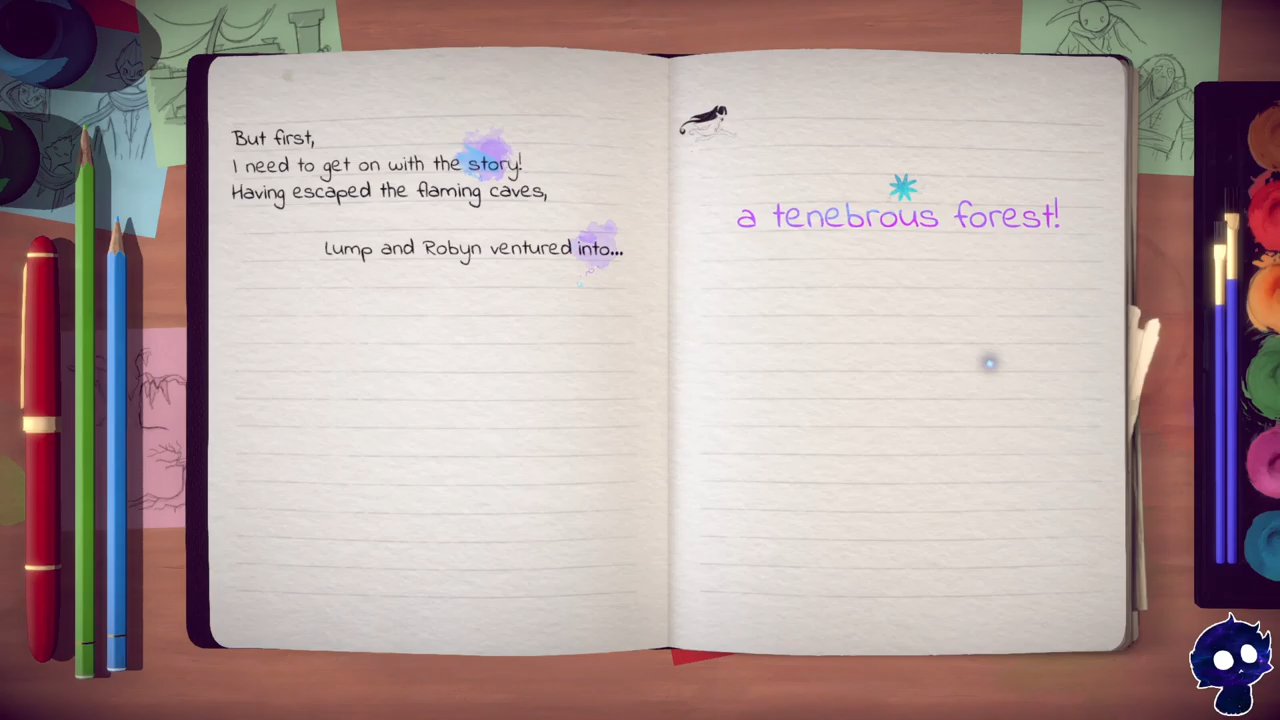 But first,
I need to get on with the story!
Having escaped the flaming caves,
Lump and Robyn ventured into...
a tenebrous forest!